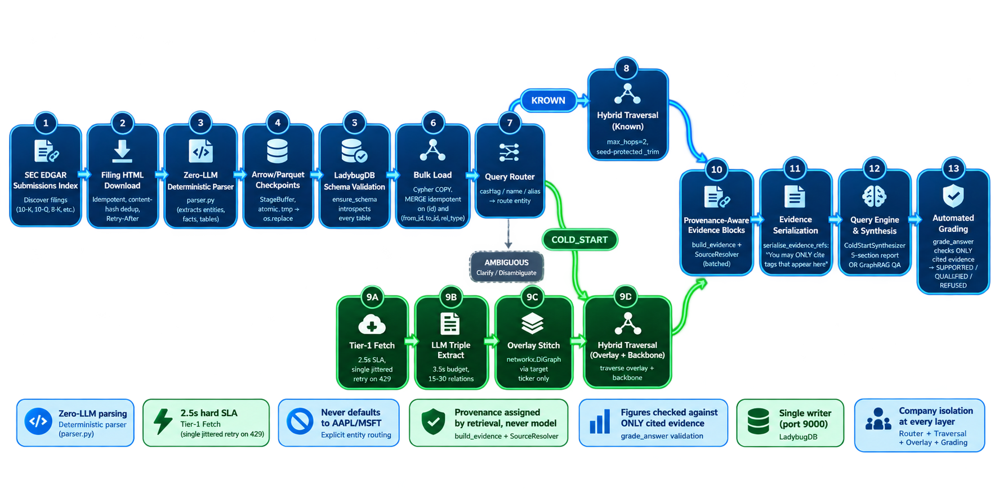 1
SEC EDGAR
Submissions Index
Discover filings
(10-K, 10-Q, 8-K, etc.)
2
Filing HTML
Download
Idempotent, content-
hash dedup,
Retry-After
3
Zero-LLM
Deterministic Parser
parser.py
(extracts entities,
facts, tables)
4
Arrow/Parquet
Checkpoints
StageBuffer,
atomic.tmp →
os.replace
5
LadybugDB
Schema Validation
ensure_schema
introspects
every table
6
Bulk Load
Cypher COPY.
MERGE idompotent
on (id) and
(from_id, to_id, rel_type)
7
Query Router
/ name / alias
→ route entity
KROWN
8
Hybrid Traversal
(Known)
max_hops=2,
seed-protected _trim
COLD_START
AMBIGUOUS
Clarify / Disambiguate
9A
Tier-1 Fetch
2.5s SLA,
single jittered
retry on 429
9B
LLM Triple
Extract
3.5s budget,
15-30 relations
9C
Overlay Stitch
networkx.DiGraph
via target
ticker only
9D
Hybrid Traversal
(Overlay + Backbone)
traverse overlay +
backbone
10
Provenance-Aware
Evidence Blocks
build_evidence +
SourceResolver
(batched)
11
Evidence
Serialization
serialise_evidence_refs:
"You may ONLY cite
tags that appear here"
12
Query Engine
& Synthesis
ColdStartSynthesizer
5-section report
OR GraphRAG QA
13
Automated
Grading
grade_answer
checks ONLY
cited evidence
→ SUPPORTED /
QUALIFIED /
REFUSED
Zero-LLM parsing
Deterministic parser
(parser.py)
2.5s hard SLA
Tier-1 Fetch
(single jittered retry on 429)
Never defaults
to AAPL/MSFT
Explicit entity routing
Provenance assigned
by retrieval, never model
build_evidence + SourceResolver
Figures checked against
ONLY cited evidence
grade_answer validation
Single writer
(port 9000)
LadybugDB
Company isolation
at every layer
Router + Traversal
+ Overlay + Grading